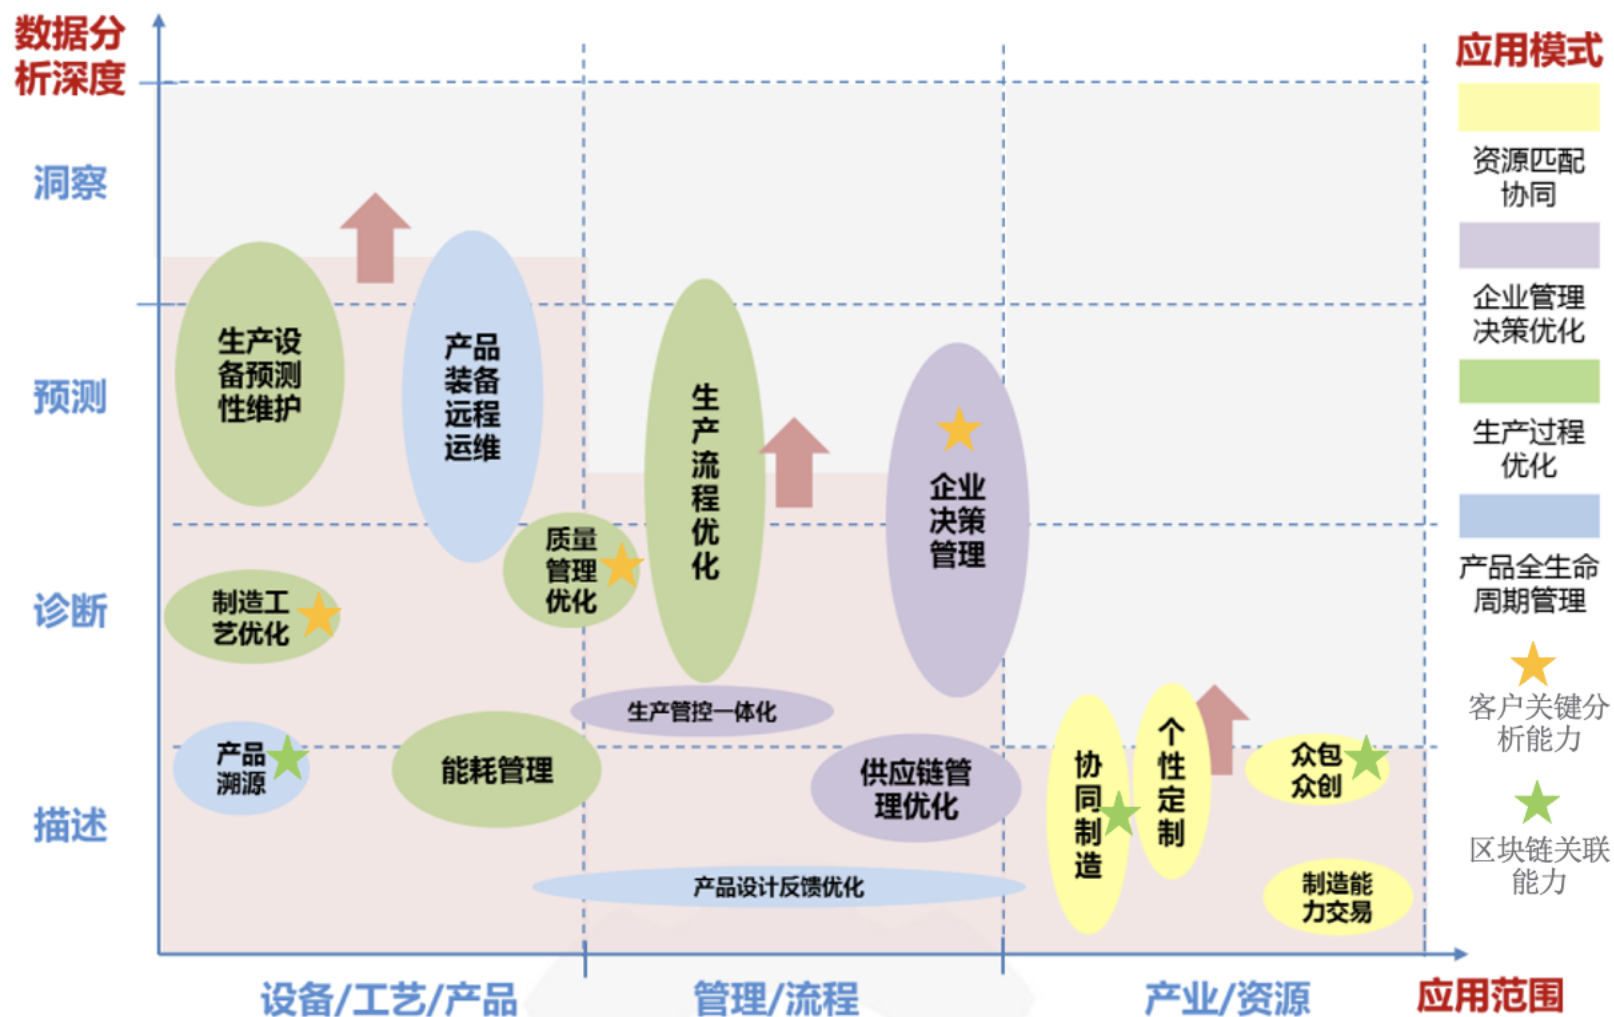 数据分
析深度
洞察
预测
诊断
描述
生产设
备预测
性维护
产品
装备
远程
运维
质量
管理
优化
制造工
艺优化
产品
溯源
能耗管理
生
产
流
程
优
化
企业
决策
管理
生产管控一体化
供应链管
理优化
产品设计反馈优化
协
同
制
造
个
性
定
制
众包
众创
制造能
力交易
设备/工艺/产品
管理/流程
产业/资源
应用范围
应用模式
资源匹配
协同
企业管理
决策优化
生产过程
优化
产品全生命
周期管理
客户关键分
析能力
区块链关联
能力